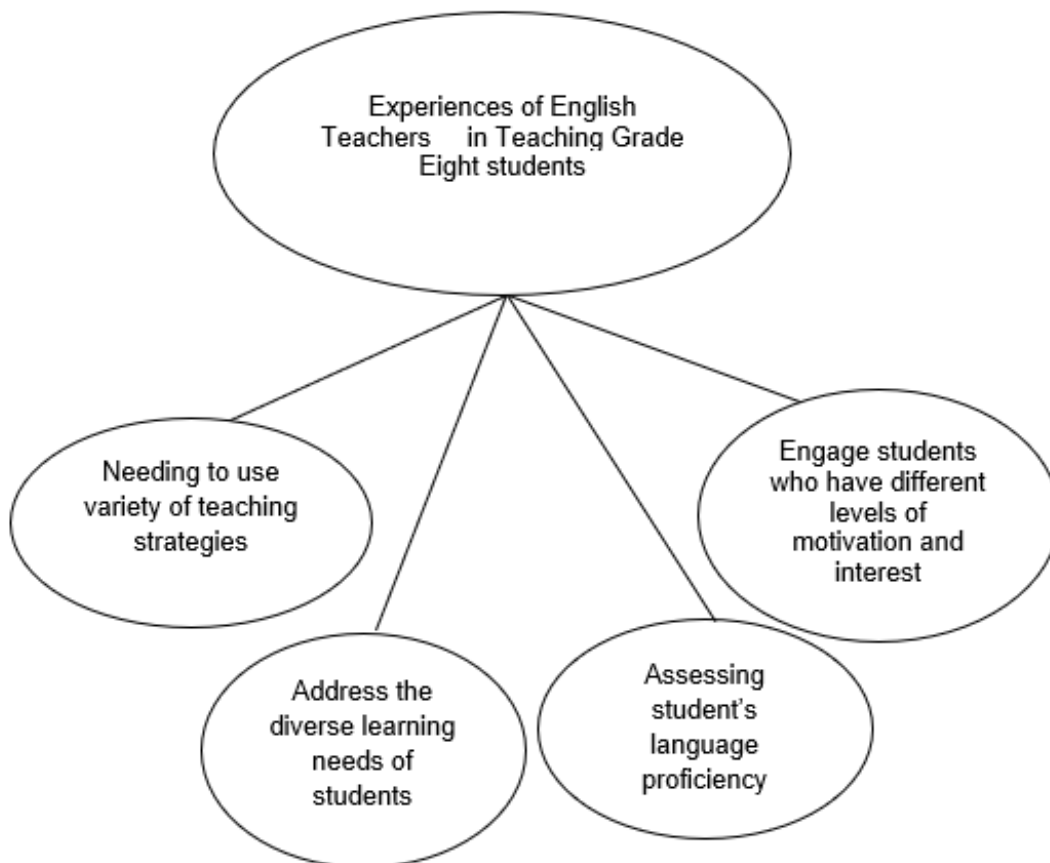 Experiences of English
Teachers in Teaching Grade
Eight students
Needing to use
variety of teaching
strategies
Address the
diverse learning
needs of
students
Assessing
student’s
language
proficiency
Engage students
who have different
levels of
motivation and
interest